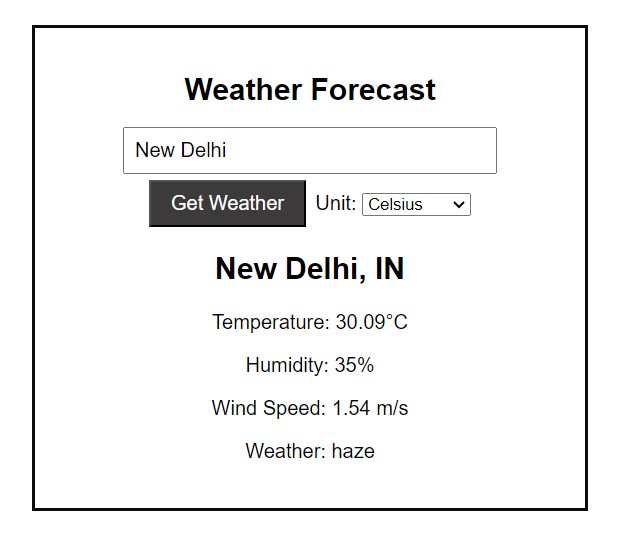 Weather Forecast
New Delhi
Get Weather Unit: Celsius
New Delhi, IN
Temperature: 30.09°C
Humidity: 35%
Wind Speed: 1.54 m/s
Weather: haze